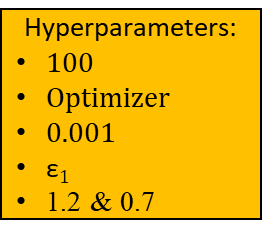 Hyperparameters:
• 100
• Optimizer
• 0.001
• ε₁
• 1.2 & 0.7